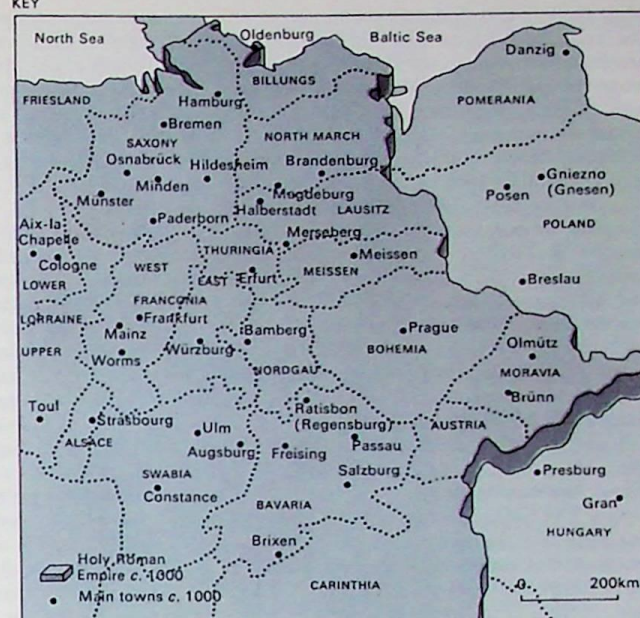 KEY
North Sea
Oldenburg
Baltic Sea
Danzig
BILLUNGS
FRIESLAND
Hamburg
POMERANIA
Bremen
SAXONY
NORTH MARCH
Osnabrück
Hildesheim
Brandenburg
Gniezno
(Gnesen)
Minden
Posen
Munster
Magdeburg
Halberstadt
LAUSITZ
Paderborn
POLAND
Aix-la
Chapelle
Merseberg
Cologne
THURINGIA
Meissen
WEST
MEISSEN
LOWER
EAST
Erfurt
Breslau
FRANCONIA
LORRAINE
Frankfurt
Mainz
Bamberg
Prague
Olmütz
UPPER
Würzburg
BOHEMIA
Worms
NORDGAU
MORAVIA
Brünn
Toul
Strasbourg
Ratisbon
(Regensburg)
Ulm
AUSTRIA
ALSACE
Augsburg
Freising
Passau
SWABIA
Salzburg
Presburg
Constance
BAVARIA
Gran
HUNGARY
Brixen
Holy Roman
Empire c. 1000
Main towns c. 1000
CARINTHIA
0 200km